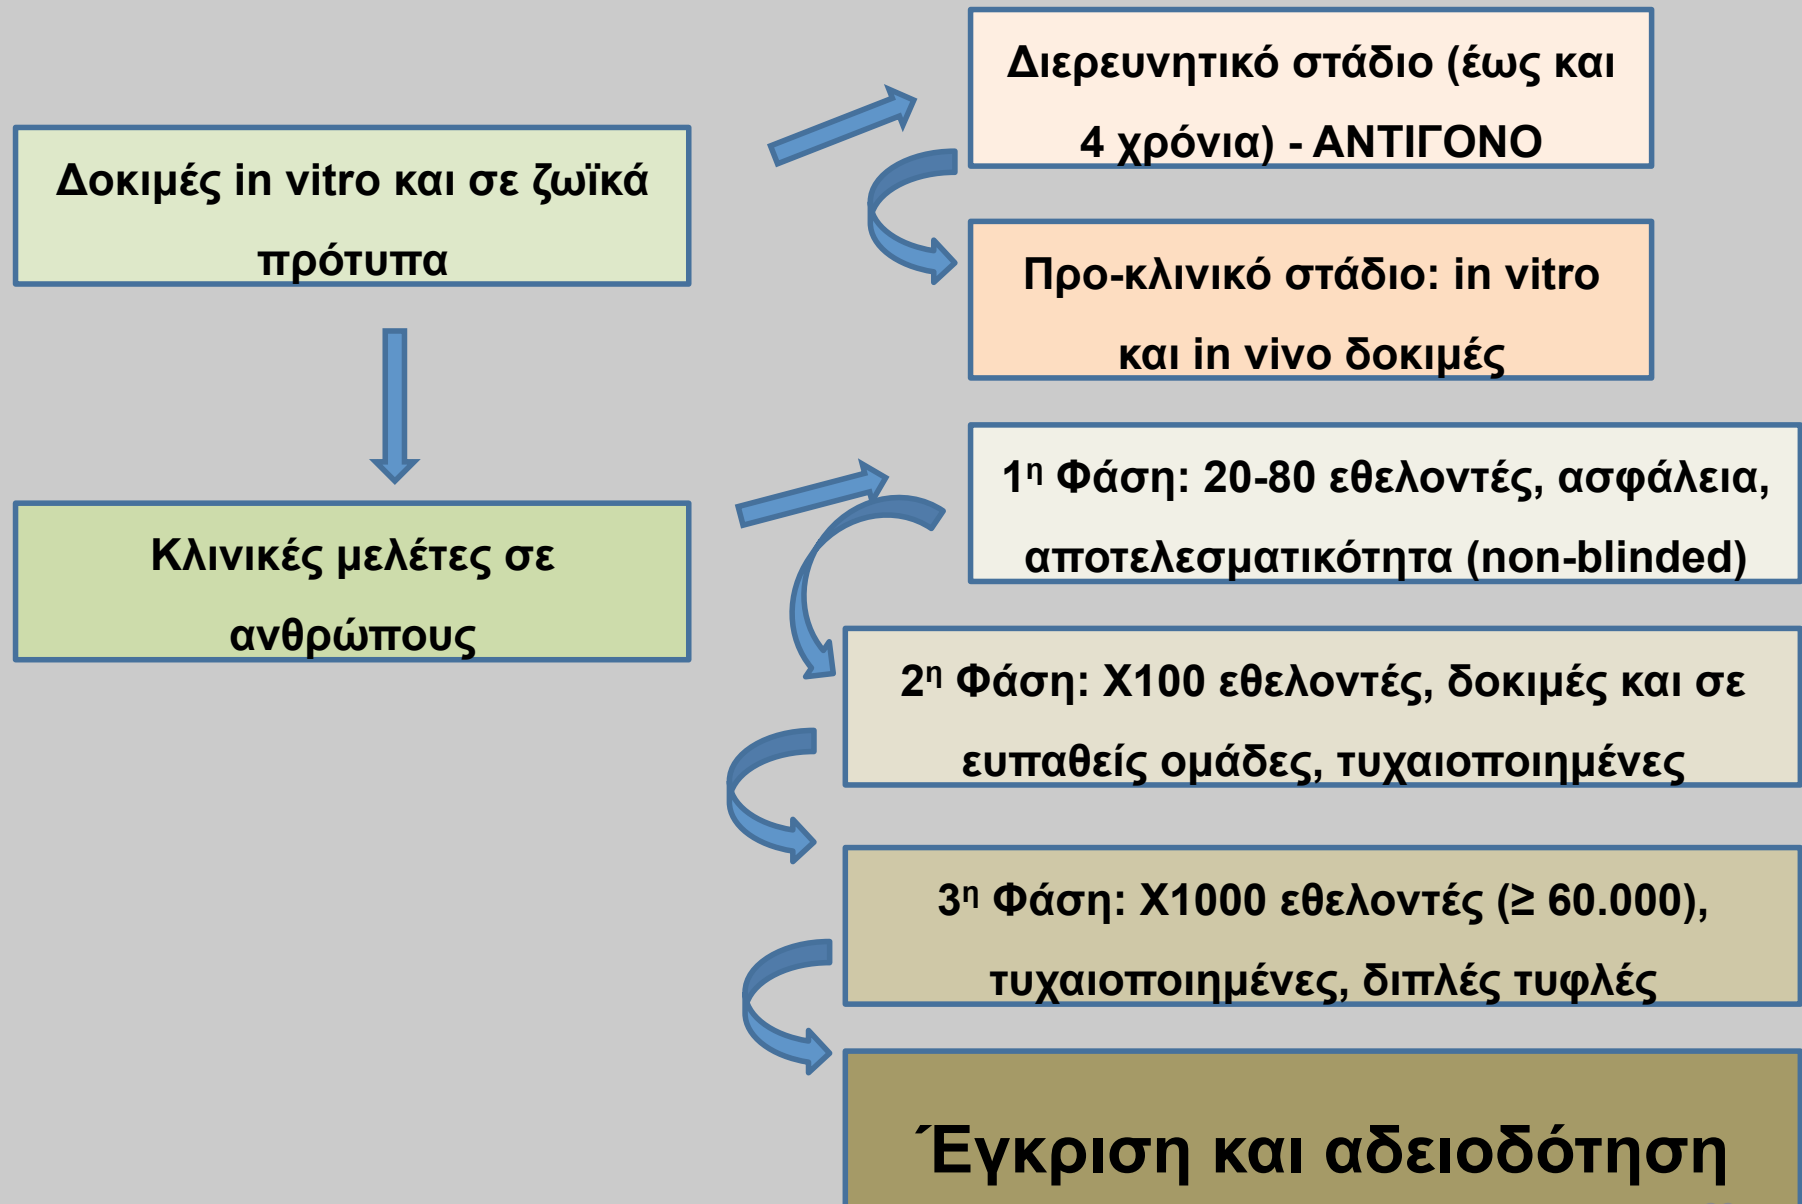 Διερευνητικό στάδιο (έως και
4 χρόνια) - ΑΝΤΙΓΟΝΟ
Δοκιμές in vitro και σε ζωϊκά
πρότυπα
Προ-κλινικό στάδιο: in vitro
και in vivo δοκιμές
1η Φάση: 20-80 εθελοντές, ασφάλεια,
αποτελεσματικότητα (non-blinded)
Κλινικές μελέτες σε
ανθρώπους
2η Φάση: Χ100 εθελοντές, δοκιμές και σε
ευπαθείς ομάδες, τυχαιοποιημένες
3η Φάση: Χ1000 εθελοντές (≥ 60.000),
τυχαιοποιημένες, διπλές τυφλές
Έγκριση και αδειοδότηση